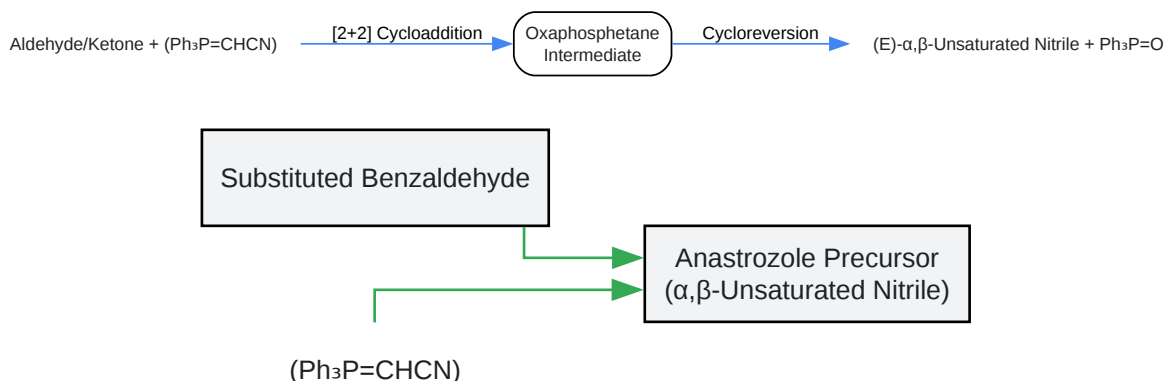 Aldehyde/Ketone + (Ph₃P=CHCN)
[2+2] Cycloaddition
Oxaphosphetane
Intermediate
Cycloreversion
(E)-α,β-Unsaturated Nitrile + Ph₃P=O
Substituted Benzaldehyde
Anastrozole Precursor
(α,β-Unsaturated Nitrile)
(Ph₃P=CHCN)